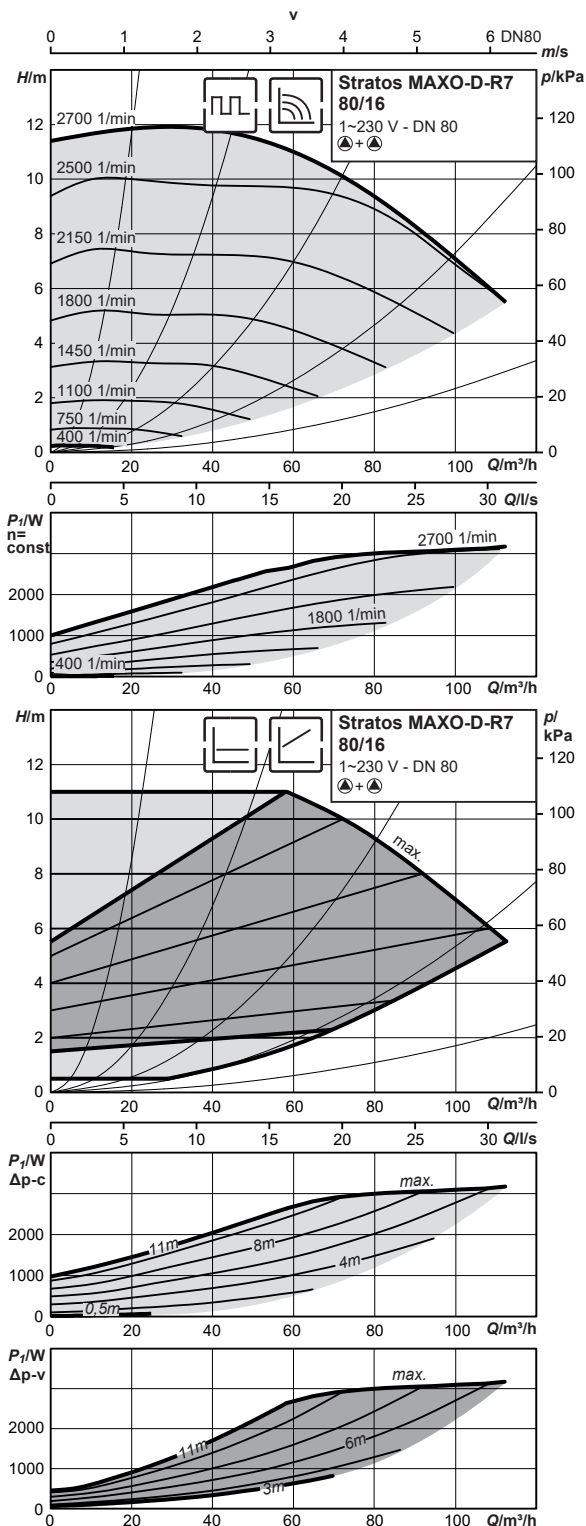 v
0 1 2 3 4 5 6 DN80
m/s
H/m
p/kPa
Stratos MAXO-D-R7
80/16
1~230 V - DN 80
+
2700 1/min
2500 1/min
2150 1/min
1800 1/min
1450 1/min
1100 1/min
750 1/min
400 1/min
12
10
8
6
4
2
0
120
100
80
60
40
20
0
0 20 40 60 80 100 Q/m³/h
0 5 10 15 20 25 30 Q/l/s
P₁/W
n=
const
2700 1/min
1800 1/min
400 1/min
2000
1000
0
0 20 40 60 80 100 Q/m³/h
H/m
p/
kPa
Stratos MAXO-D-R7
80/16
1~230 V - DN 80
+
max.
12
10
8
6
4
2
0
120
100
80
60
40
20
0
0 20 40 60 80 100 Q/m³/h
0 5 10 15 20 25 30 Q/l/s
P₁/W
Δp-c
max.
11m
8m
4m
0,5m
2000
1000
0
0 20 40 60 80 100 Q/m³/h
P₁/W
Δp-v
max.
11m
6m
3m
2000
1000
0
0 20 40 60 80 100 Q/m³/h